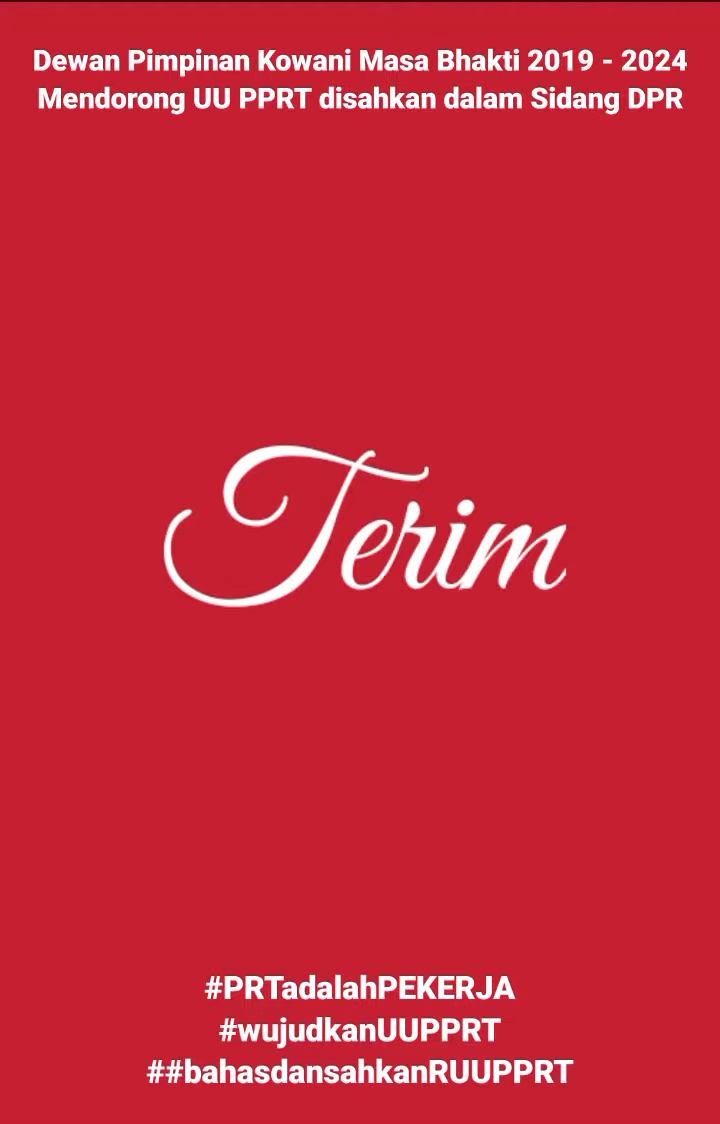 Dewan Pimpinan Kowani Masa Bhakti 2019 - 2024
Mendorong UU PPRT disahkan dalam Sidang DPR
Terim
#PRTadalahPEKERJA
#wujudkanUUPPRT
##bahasdansahkanRUUPPRT